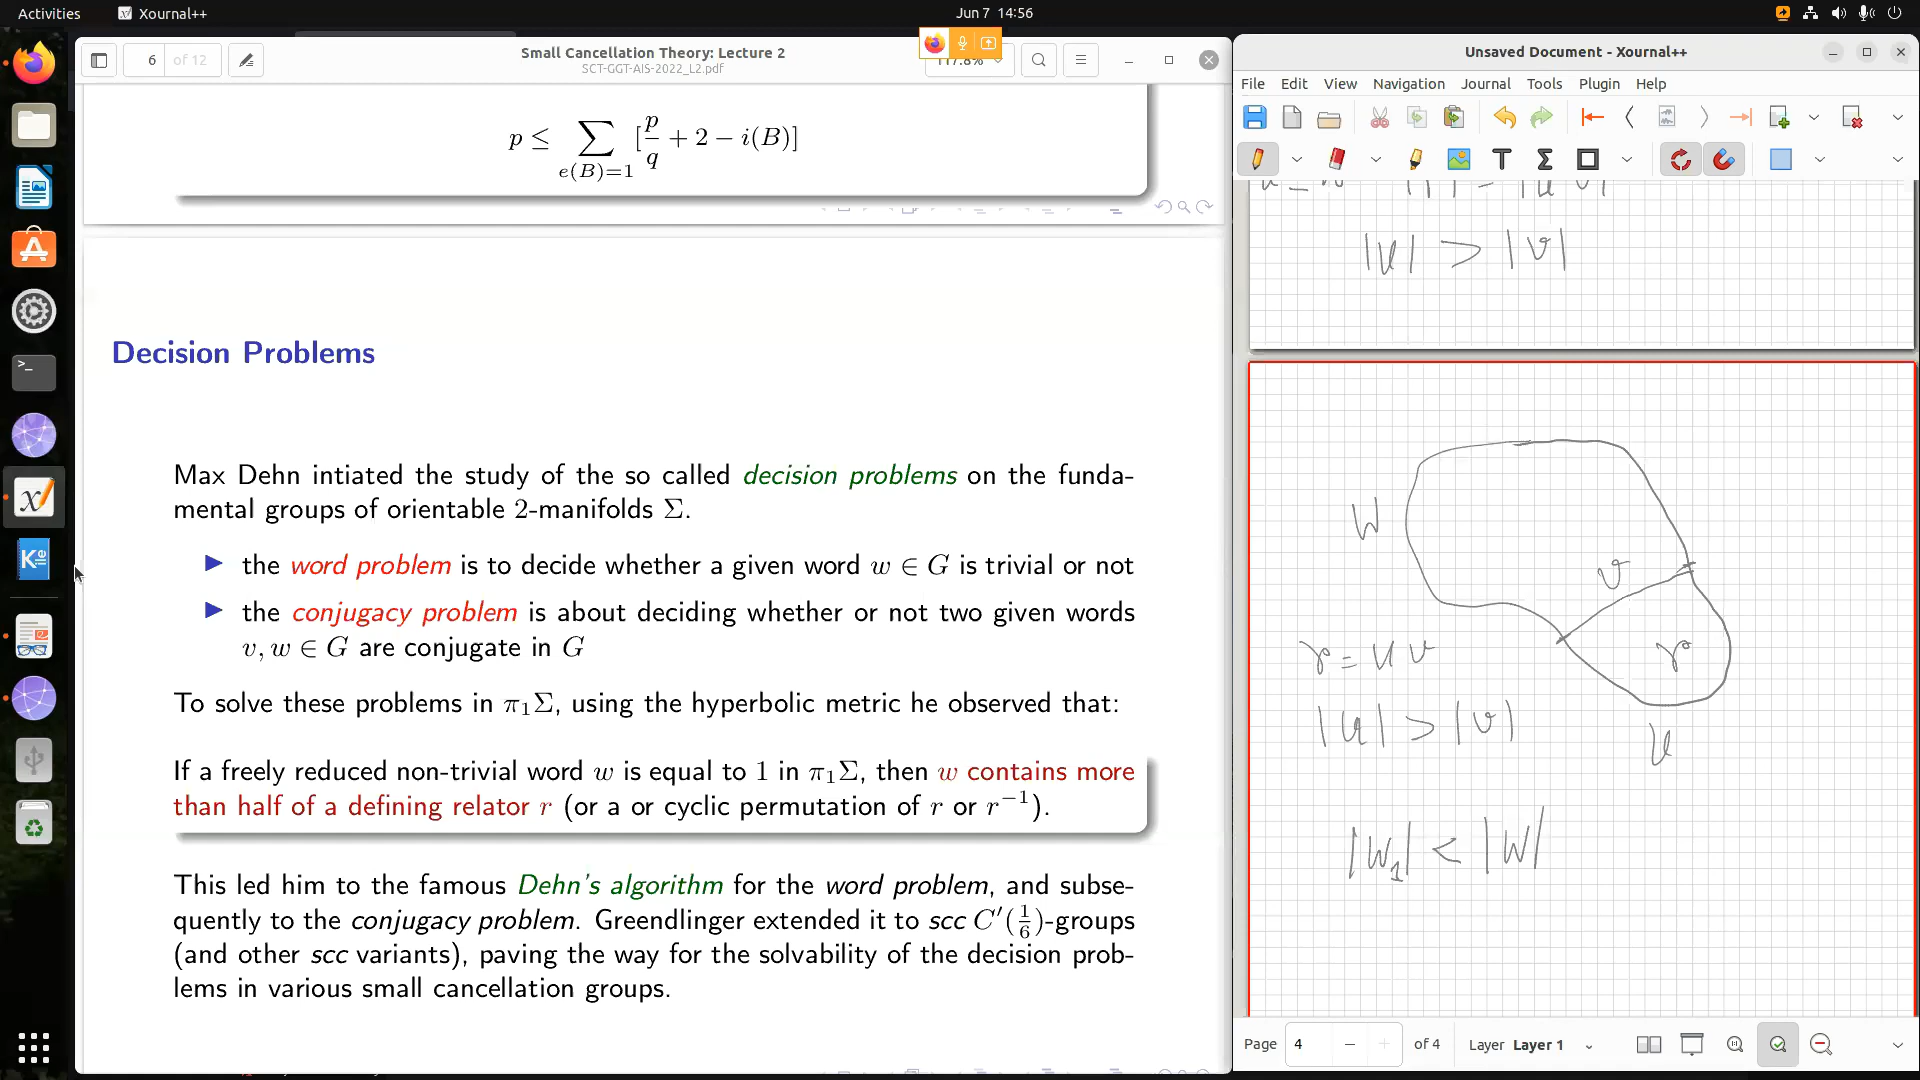 Activities
Xournal++
Jun 7 14:56
6 of 12
Small Cancellation Theory: Lecture 2
SCT-GGT-AIS-2022_L2.pdf
117.8%
p ≤ ∑ [p/q + 2 − i(B)]
e(B)=1
Decision Problems
Max Dehn intiated the study of the so called decision problems on the funda-
mental groups of orientable 2-manifolds Σ.
the word problem is to decide whether a given word w ∈ G is trivial or not
the conjugacy problem is about deciding whether or not two given words
v, w ∈ G are conjugate in G
To solve these problems in π₁Σ, using the hyperbolic metric he observed that:
If a freely reduced non-trivial word w is equal to 1 in π₁Σ, then w contains more
than half of a defining relator r (or a or cyclic permutation of r or r⁻¹).
This led him to the famous Dehn's algorithm for the word problem, and subse-
quently to the conjugacy problem. Greendlinger extended it to scc C′(1/6)-groups
(and other scc variants), paving the way for the solvability of the decision prob-
lems in various small cancellation groups.
Unsaved Document - Xournal++
File Edit View Navigation Journal Tools Plugin Help
|u| > |v|
W
v
r = u v
r
|u| > |v|
u
|W₁| < |W|
Page 4 of 4 Layer Layer 1